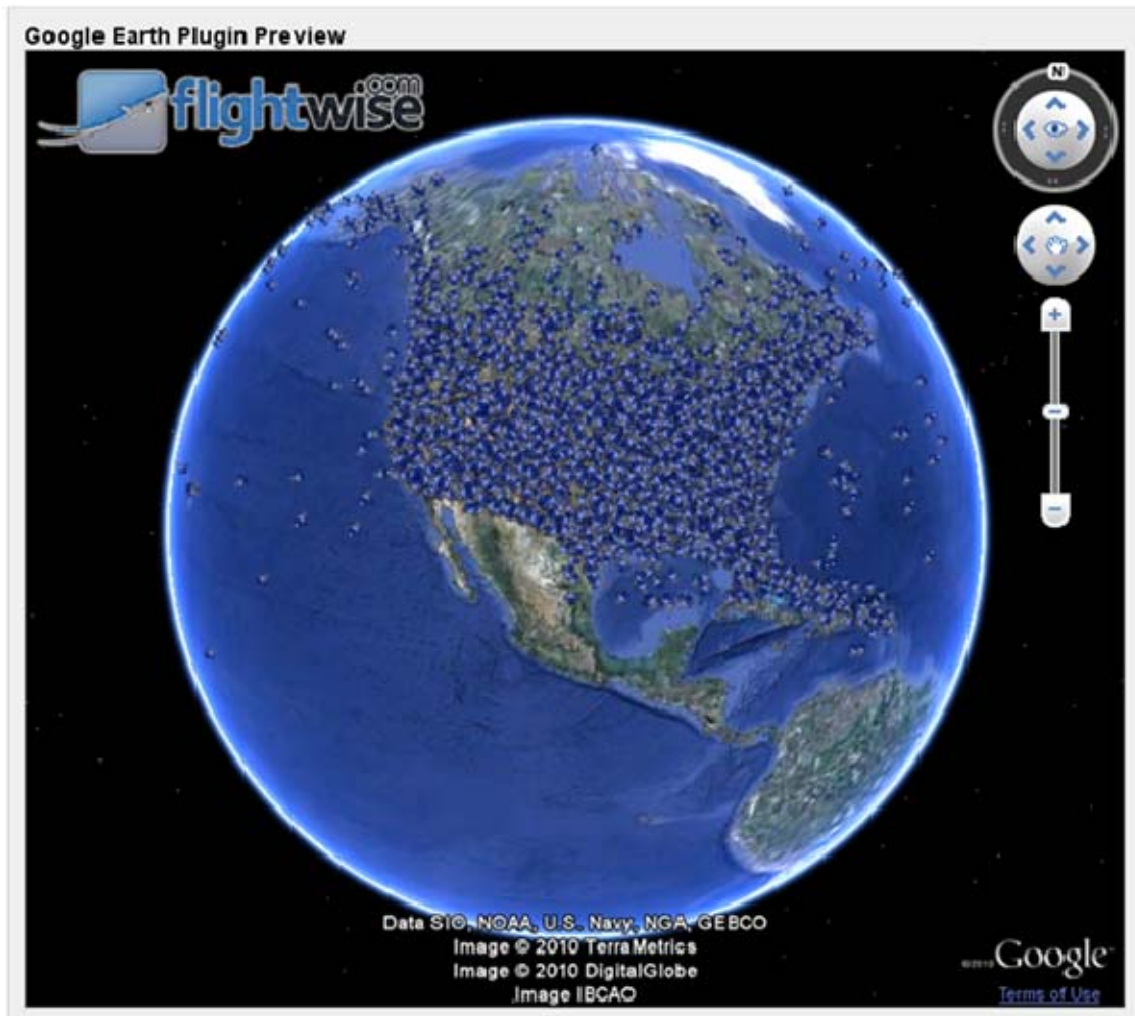 Google Earth Plugin Preview
flightwise.com
N
Data SIO, NOAA, U.S. Navy, NGA, GEBCO
Image © 2010 TerraMetrics
Image © 2010 DigitalGlobe
Image IBCAO
©2010 Google
Terms of Use